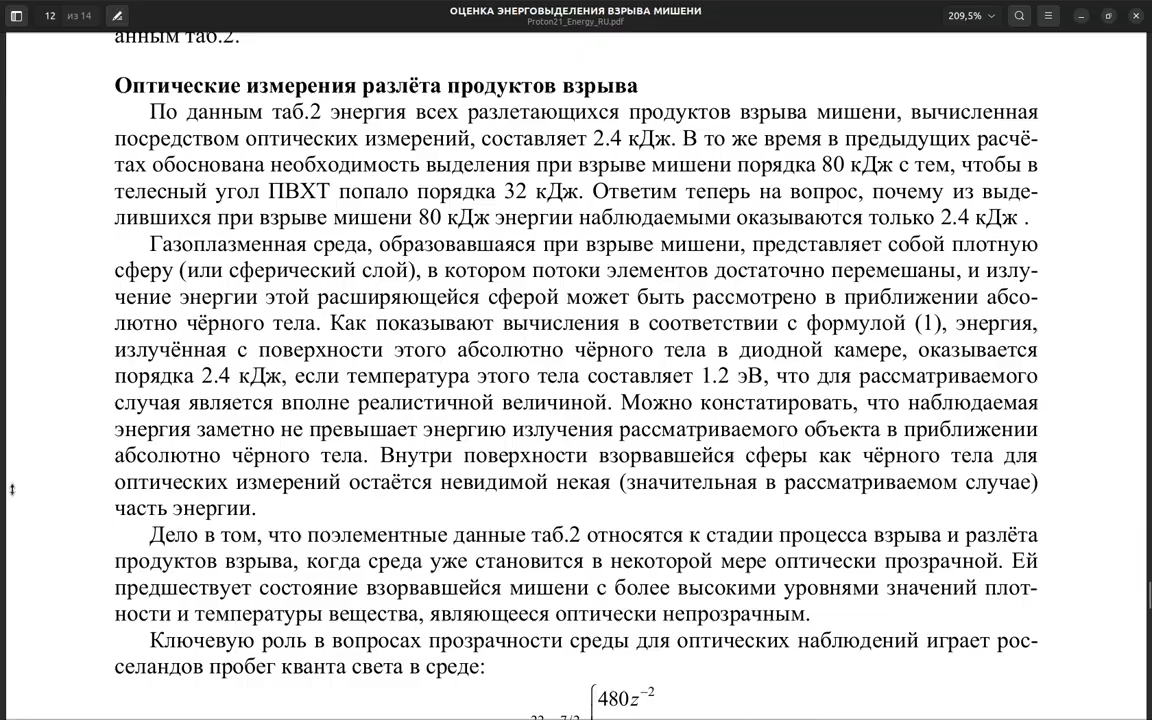 12 из 14
ОЦЕНКА ЭНЕРГОВЫДЕЛЕНИЯ ВЗРЫВА МИШЕНИ
Proton21_Energy_RU.pdf
209,5%
анным таб.2.
Оптические измерения разлёта продуктов взрыва
По данным таб.2 энергия всех разлетающихся продуктов взрыва мишени, вычисленная
посредством оптических измерений, составляет 2.4 кДж. В то же время в предыдущих расчё-
тах обоснована необходимость выделения при взрыве мишени порядка 80 кДж с тем, чтобы в
телесный угол ПВХТ попало порядка 32 кДж. Ответим теперь на вопрос, почему из выде-
лившихся при взрыве мишени 80 кДж энергии наблюдаемыми оказываются только 2.4 кДж .
Газоплазменная среда, образовавшаяся при взрыве мишени, представляет собой плотную
сферу (или сферический слой), в котором потоки элементов достаточно перемешаны, и излу-
чение энергии этой расширяющейся сферой может быть рассмотрено в приближении абсо-
лютно чёрного тела. Как показывают вычисления в соответствии с формулой (1), энергия,
излучённая с поверхности этого абсолютно чёрного тела в диодной камере, оказывается
порядка 2.4 кДж, если температура этого тела составляет 1.2 эВ, что для рассматриваемого
случая является вполне реалистичной величиной. Можно констатировать, что наблюдаемая
энергия заметно не превышает энергию излучения рассматриваемого объекта в приближении
абсолютно чёрного тела. Внутри поверхности взорвавшейся сферы как чёрного тела для
оптических измерений остаётся невидимой некая (значительная в рассматриваемом случае)
часть энергии.
Дело в том, что поэлементные данные таб.2 относятся к стадии процесса взрыва и разлёта
продуктов взрыва, когда среда уже становится в некоторой мере оптически прозрачной. Ей
предшествует состояние взорвавшейся мишени с более высокими уровнями значений плот-
ности и температуры вещества, являющееся оптически непрозрачным.
Ключевую роль в вопросах прозрачности среды для оптических наблюдений играет рос-
селандов пробег кванта света в среде:
480z⁻²